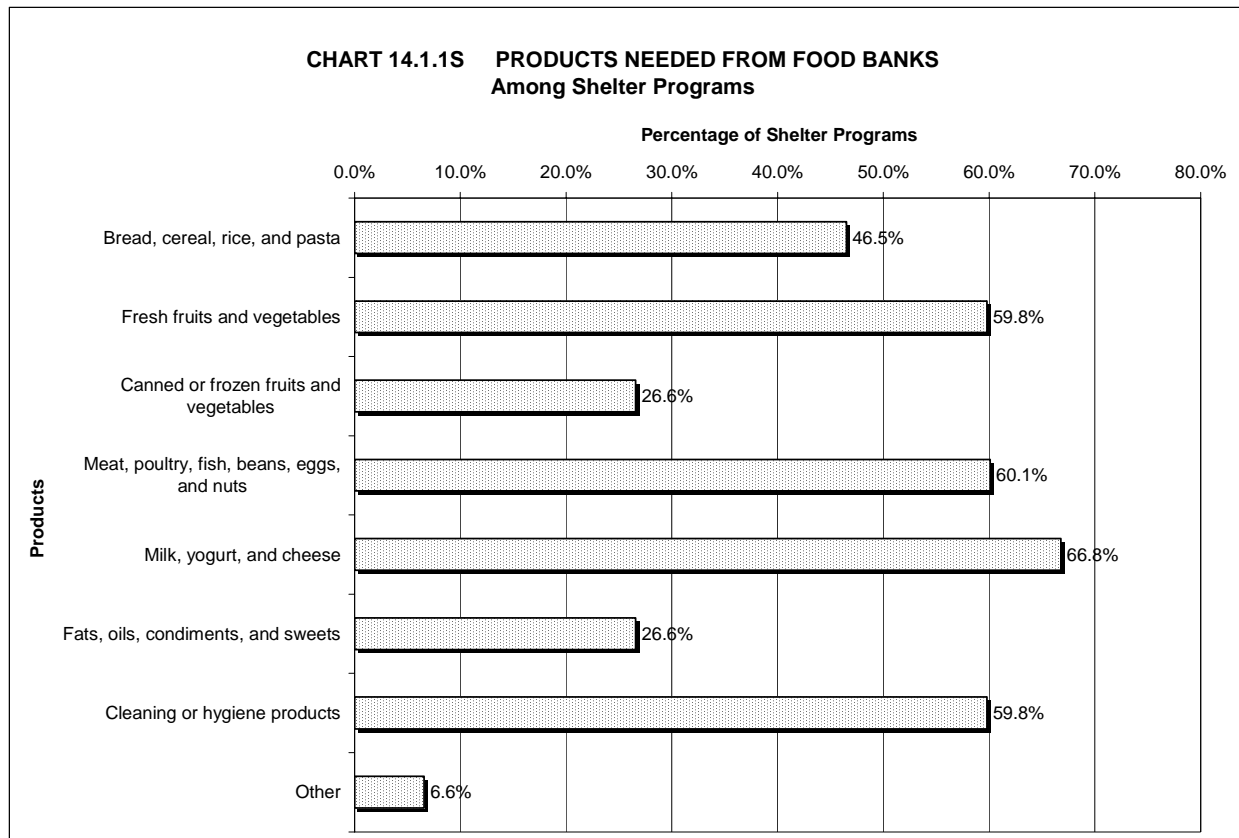 CHART 14.1.1S PRODUCTS NEEDED FROM FOOD BANKS
Among Shelter Programs
Percentage of Shelter Programs
0.0% 10.0% 20.0% 30.0% 40.0% 50.0% 60.0% 70.0% 80.0%
Products
Bread, cereal, rice, and pasta 46.5%
Fresh fruits and vegetables 59.8%
Canned or frozen fruits and
vegetables 26.6%
Meat, poultry, fish, beans, eggs,
and nuts 60.1%
Milk, yogurt, and cheese 66.8%
Fats, oils, condiments, and sweets 26.6%
Cleaning or hygiene products 59.8%
Other 6.6%